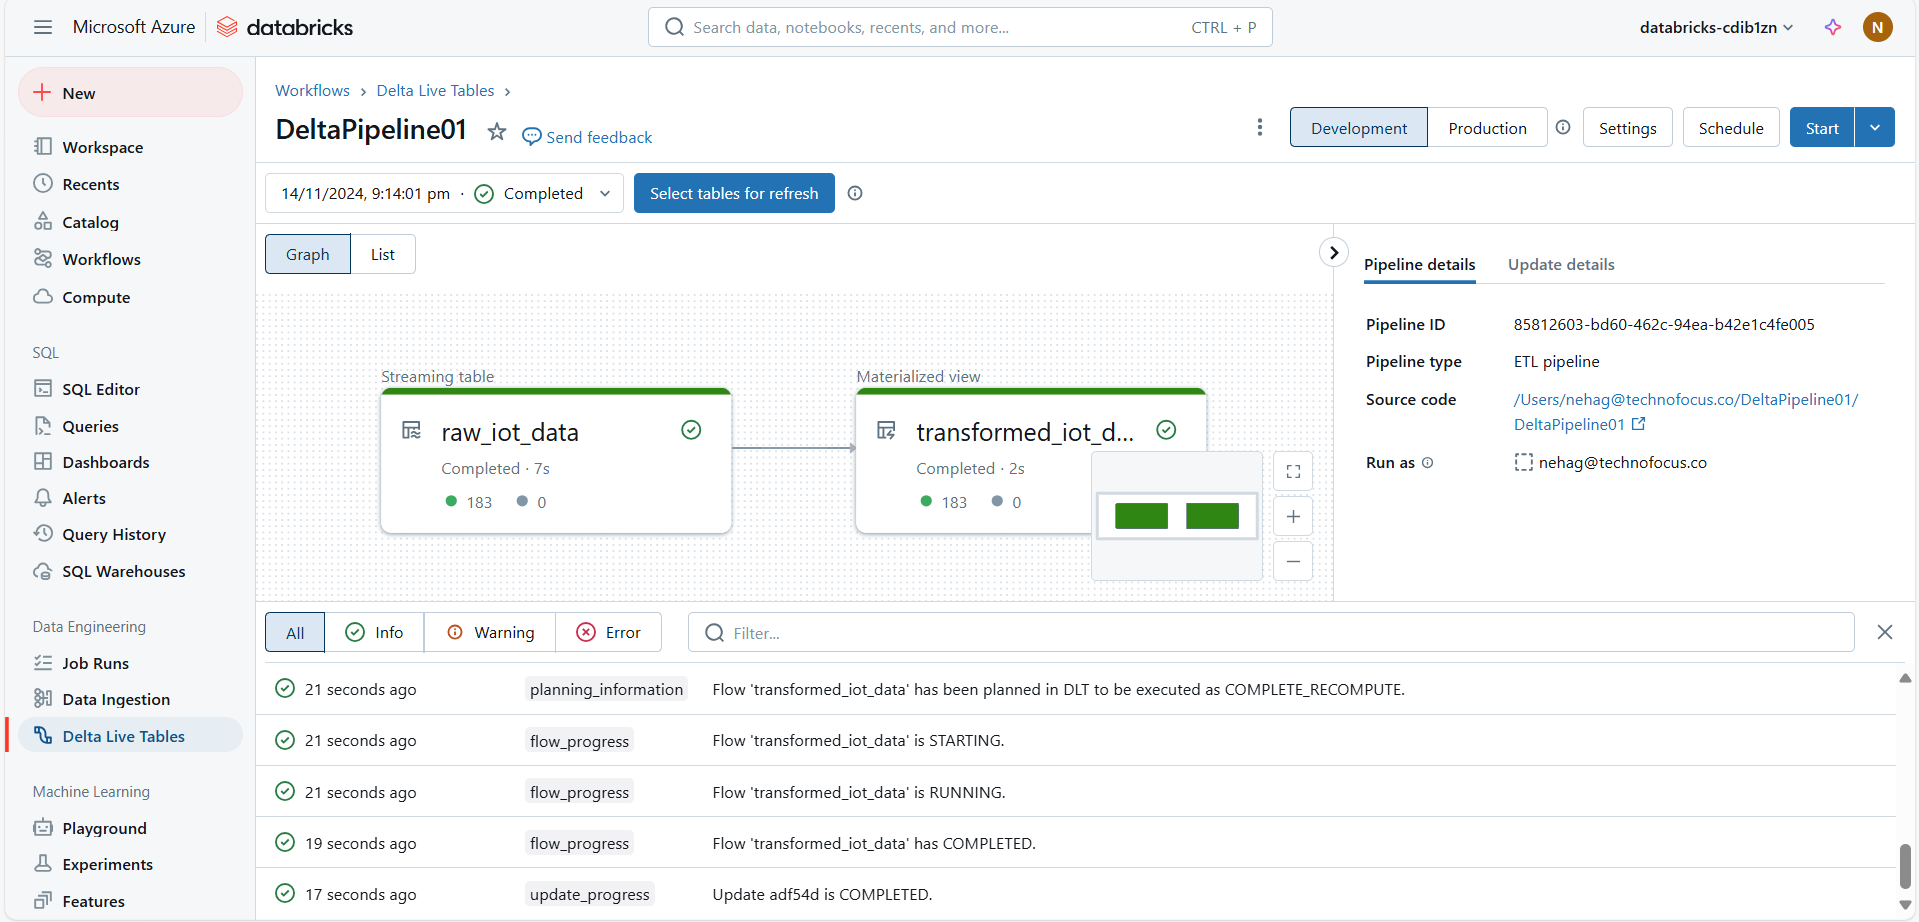 Microsoft Azure databricks Search data, notebooks, recents, and more... CTRL + P databricks-cdib1zn N
New
Workspace
Recents
Catalog
Workflows
Compute
SQL
SQL Editor
Queries
Dashboards
Alerts
Query History
SQL Warehouses
Data Engineering
Job Runs
Data Ingestion
Delta Live Tables
Machine Learning
Playground
Experiments
Features
Workflows > Delta Live Tables >
DeltaPipeline01 Send feedback
Development Production Settings Schedule Start
14/11/2024, 9:14:01 pm · Completed Select tables for refresh
Graph List
Streaming table
raw_iot_data
Completed · 7s
183 0
Materialized view
transformed_iot_d...
Completed · 2s
183 0
Pipeline details Update details
Pipeline ID 85812603-bd60-462c-94ea-b42e1c4fe005
Pipeline type ETL pipeline
Source code /Users/nehag@technofocus.co/DeltaPipeline01/
DeltaPipeline01
Run as nehag@technofocus.co
All Info Warning Error Filter...
21 seconds ago planning_information Flow 'transformed_iot_data' has been planned in DLT to be executed as COMPLETE_RECOMPUTE.
21 seconds ago flow_progress Flow 'transformed_iot_data' is STARTING.
21 seconds ago flow_progress Flow 'transformed_iot_data' is RUNNING.
19 seconds ago flow_progress Flow 'transformed_iot_data' has COMPLETED.
17 seconds ago update_progress Update adf54d is COMPLETED.